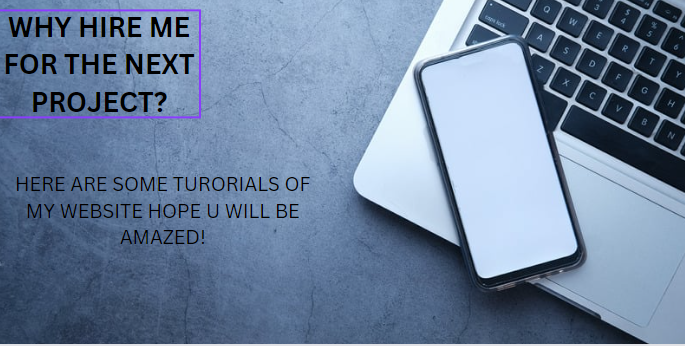 WHY HIRE ME
FOR THE NEXT
PROJECT?
HERE ARE SOME TURORIALS OF
MY WEBSITE HOPE U WILL BE
AMAZED!